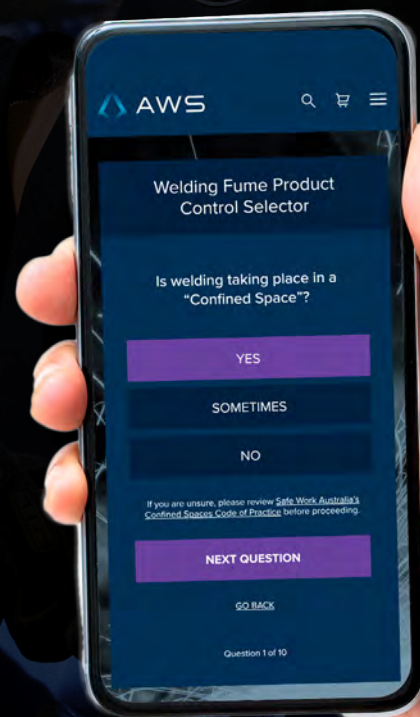 AWS
Welding Fume Product
Control Selector
Is welding taking place in a
“Confined Space”?
YES
SOMETIMES
NO
If you are unsure, please review Safe Work Australia's
Confined Spaces Code of Practice before proceeding.
NEXT QUESTION
GO BACK
Question 1 of 10